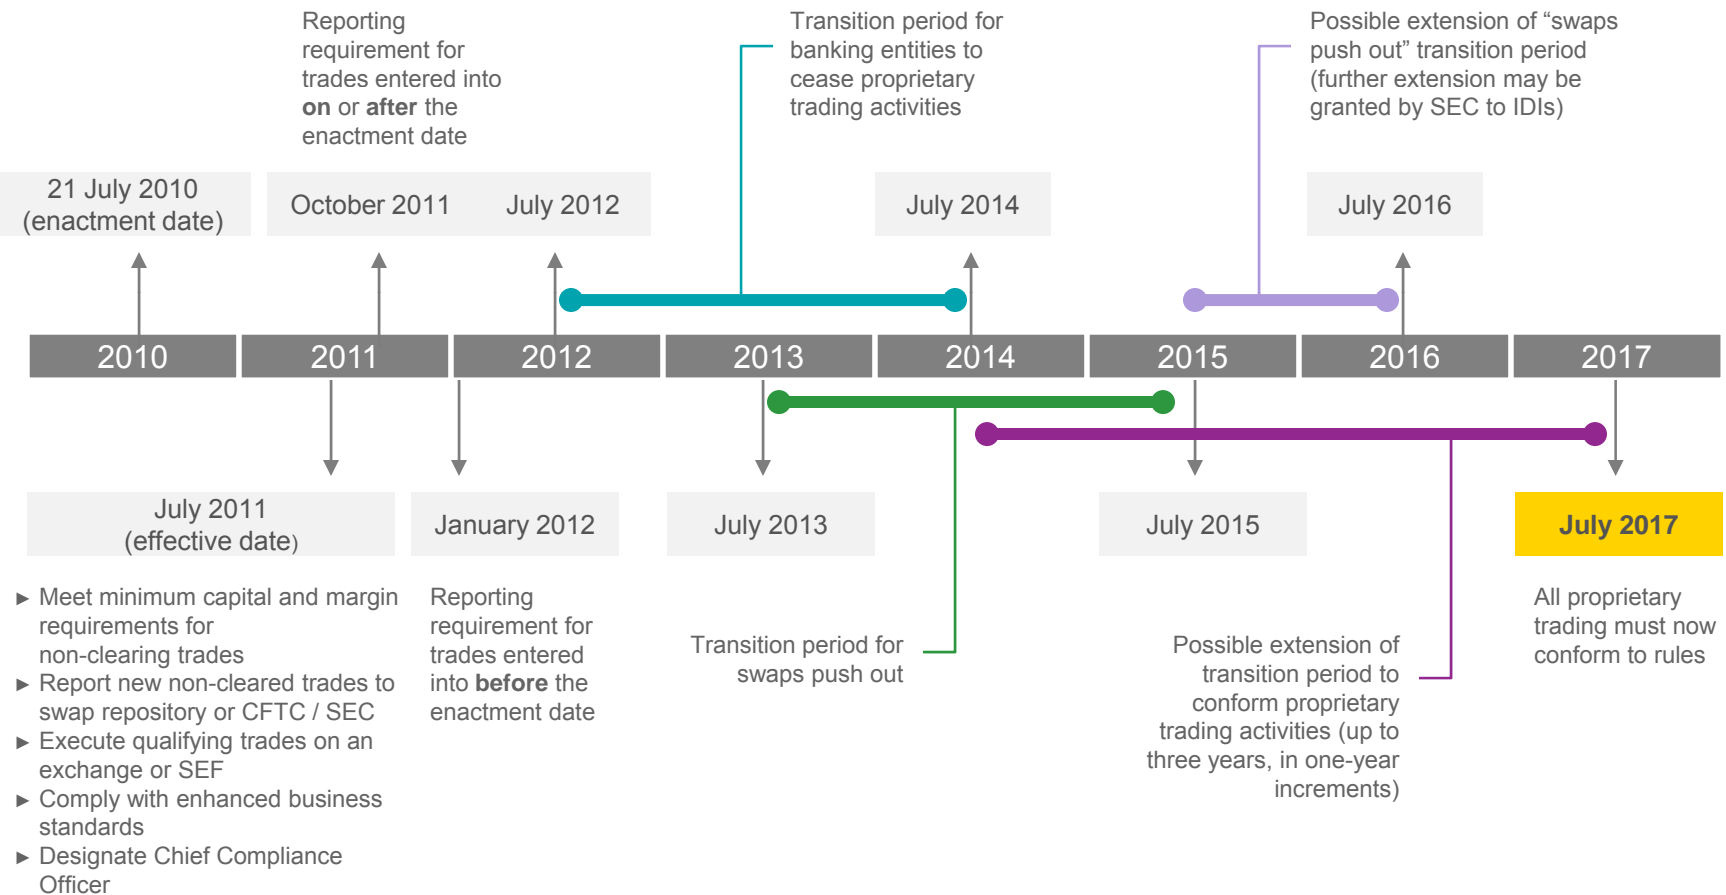 Reporting
requirement for
trades entered into
on or after the
enactment date
Transition period for
banking entities to
cease proprietary
trading activities
Possible extension of “swaps
push out” transition period
(further extension may be
granted by SEC to IDIs)
21 July 2010
(enactment date)
October 2011
July 2012
July 2014
July 2016
2010
2011
2012
2013
2014
2015
2016
2017
July 2011
(effective date)
January 2012
July 2013
July 2015
July 2017
► Meet minimum capital and margin
requirements for
non-clearing trades
► Report new non-cleared trades to
swap repository or CFTC / SEC
► Execute qualifying trades on an
exchange or SEF
► Comply with enhanced business
standards
► Designate Chief Compliance
Officer
Reporting
requirement for
trades entered
into before the
enactment date
Transition period for
swaps push out
Possible extension of
transition period to
conform proprietary
trading activities (up to
three years, in one-year
increments)
All proprietary
trading must now
conform to rules